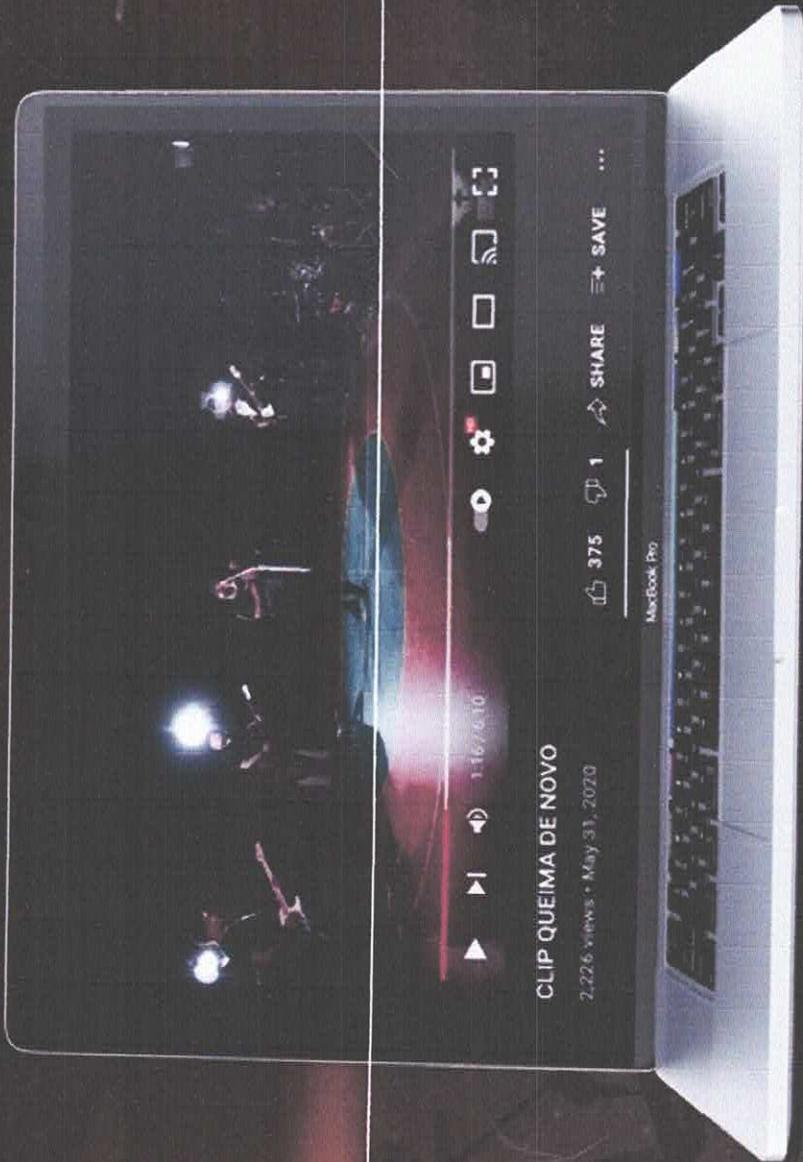 1:16 / 6:10
HD
CLIP QUEIMA DE NOVO
2,226 views • May 31, 2020
375 1 SHARE SAVE ...
MacBook Pro